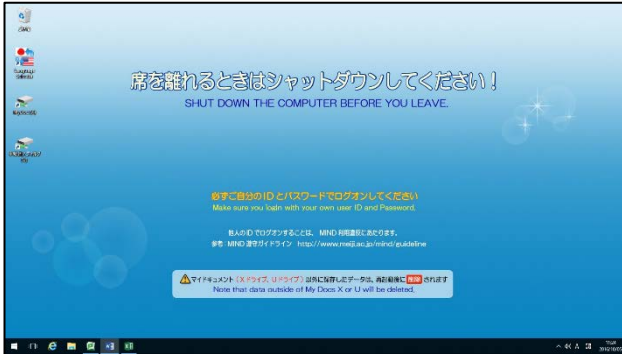 席を離れるときはシャットダウンしてください！
SHUT DOWN THE COMPUTER BEFORE YOU LEAVE.
必ずご自分のIDとパスワードでログオンしてください
Make sure you login with your own user ID and Password.
他人のIDでログオンすることは、MIND 利用違反にあたります。
参考 MIND 遵守ガイドライン http://www.meiji.ac.jp/mind/guideline
マイドキュメント（Xドライブ、Uドライブ）以外に保存したデータは、再起動後に 削除 されます
Note that data outside of My Docs X or U will be deleted.